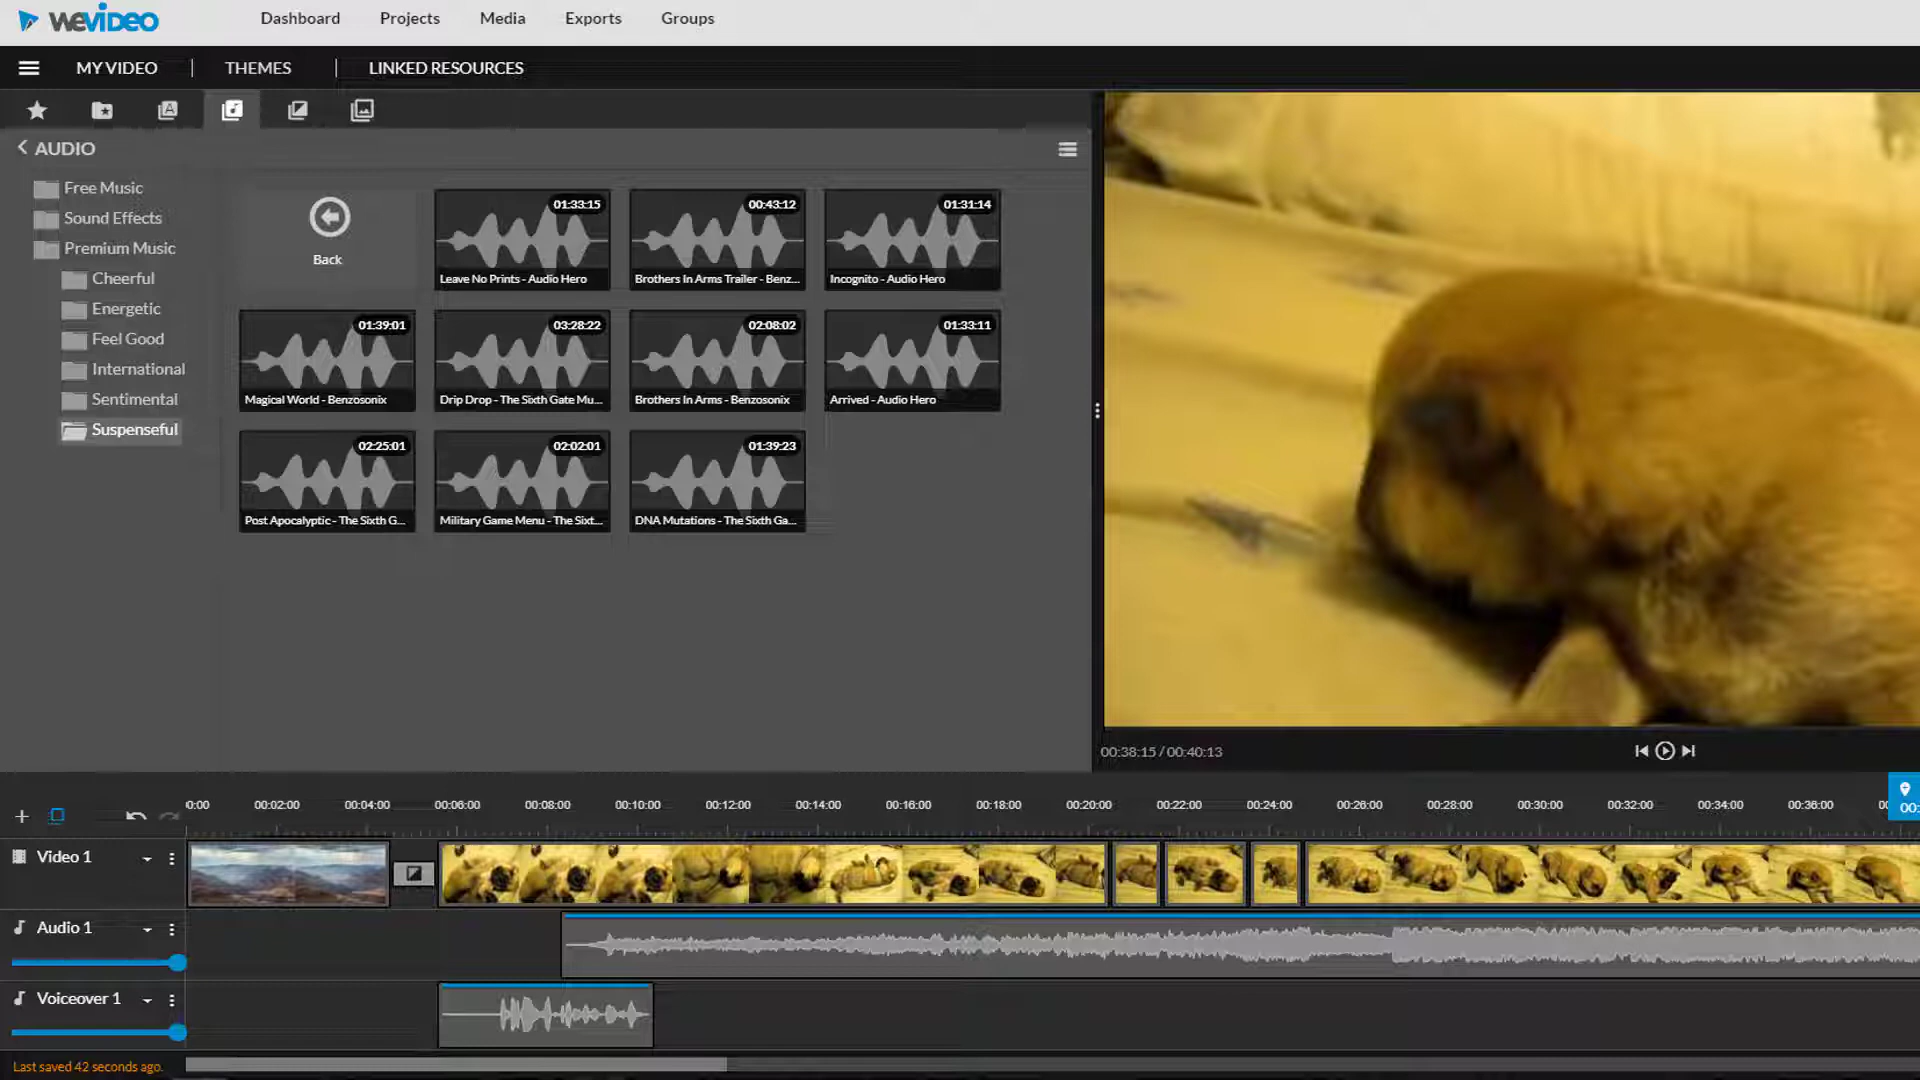 WEVIDEO
Dashboard Projects Media Exports Groups
MY VIDEO | THEMES | LINKED RESOURCES
AUDIO
Free Music
Sound Effects
Premium Music
Cheerful
Energetic
Feel Good
International
Sentimental
Suspenseful
Back
01:33:15
Leave No Prints - Audio Hero
00:43:12
Brothers In Arms Trailer - Benz...
01:31:14
Incognito - Audio Hero
01:39:01
Magical World - Benzosonix
03:28:22
Drip Drop - The Sixth Gate Mu...
02:08:02
Brothers In Arms - Benzosonix
01:33:11
Arrived - Audio Hero
02:25:01
Post Apocalyptic - The Sixth G...
02:02:01
Military Game Menu - The Sixt...
01:39:23
DNA Mutations - The Sixth Ga...
00:38:15 / 00:40:13
0:00 00:02:00 00:04:00 00:06:00 00:08:00 00:10:00 00:12:00 00:14:00 00:16:00 00:18:00 00:20:00 00:22:00 00:24:00 00:26:00 00:28:00 00:30:00 00:32:00 00:34:00 00:36:00 00:
Video 1
Audio 1
Voiceover 1
Last saved 42 seconds ago.